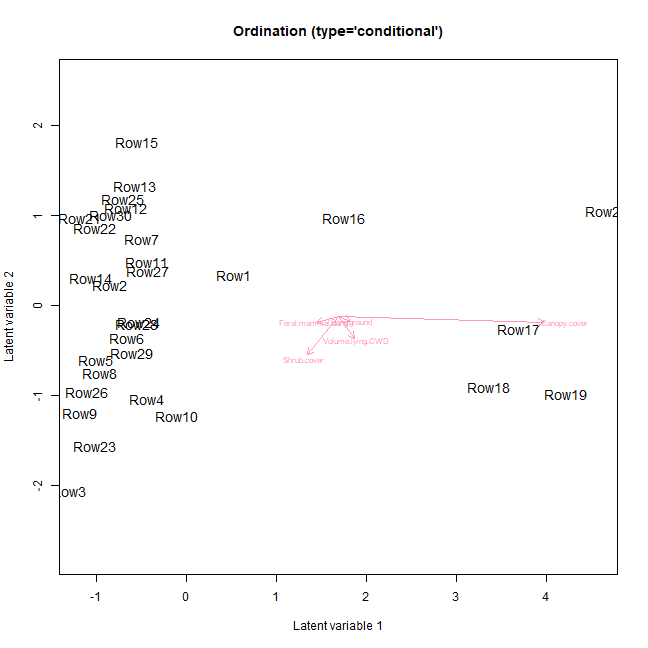 Ordination (type='conditional')
Row15
Row13
Row25
Row12
Row30
Row21
Row22
Row7
Row16
Row2
Row11
Row27
Row14
Row2
Row1
Row24
Row28
Row6
Row29
Row5
Row8
Row26
Row4
Row9
Row10
Row23
ow3
Row17
Row18
Row19
Canopy.cover
ground
Volume.lying.CWD
Shrub.cover
2
1
0
-1
-2
Latent variable 2
-1
0
1
2
3
4
Latent variable 1